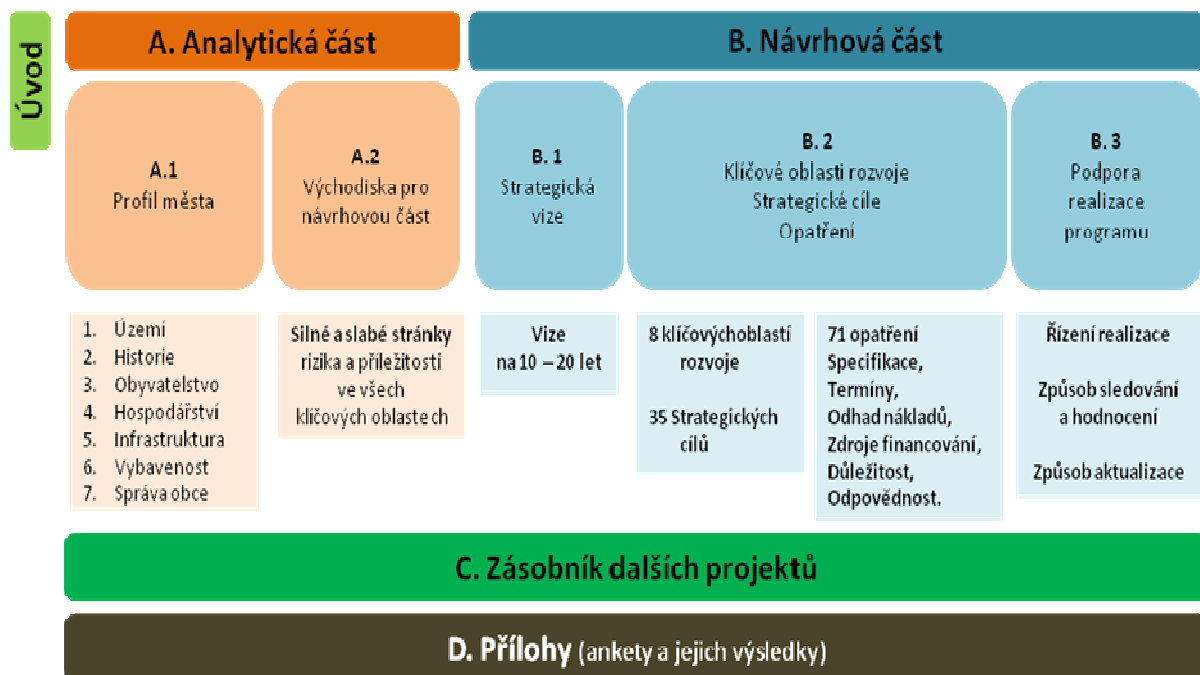 Úvod
A. Analytická část
B. Návrhová část
A.1
Profil města
A.2
Východiska pro
návrhovou část
B. 1
Strategická
vize
B. 2
Klíčové oblasti rozvoje
Strategické cíle
Opatření
B. 3
Podpora
realizace
programu
1. Území
2. Historie
3. Obyvatelstvo
4. Hospodářství
5. Infrastruktura
6. Vybavenost
7. Správa obce
Silné a slabé stránky
rizika a příležitosti
ve všech
klíčových oblastech
Vize
na 10 – 20 let
8 klíčovýchoblastí
rozvoje
35 Strategických
cílů
71 opatření
Specifikace,
Termíny,
Odhad nákladů,
Zdroje financování,
Důležitost,
Odpovědnost.
Řízení realizace
Způsob sledování
a hodnocení
Způsob aktualizace
C. Zásobník dalších projektů
D. Přílohy (ankety a jejich výsledky)